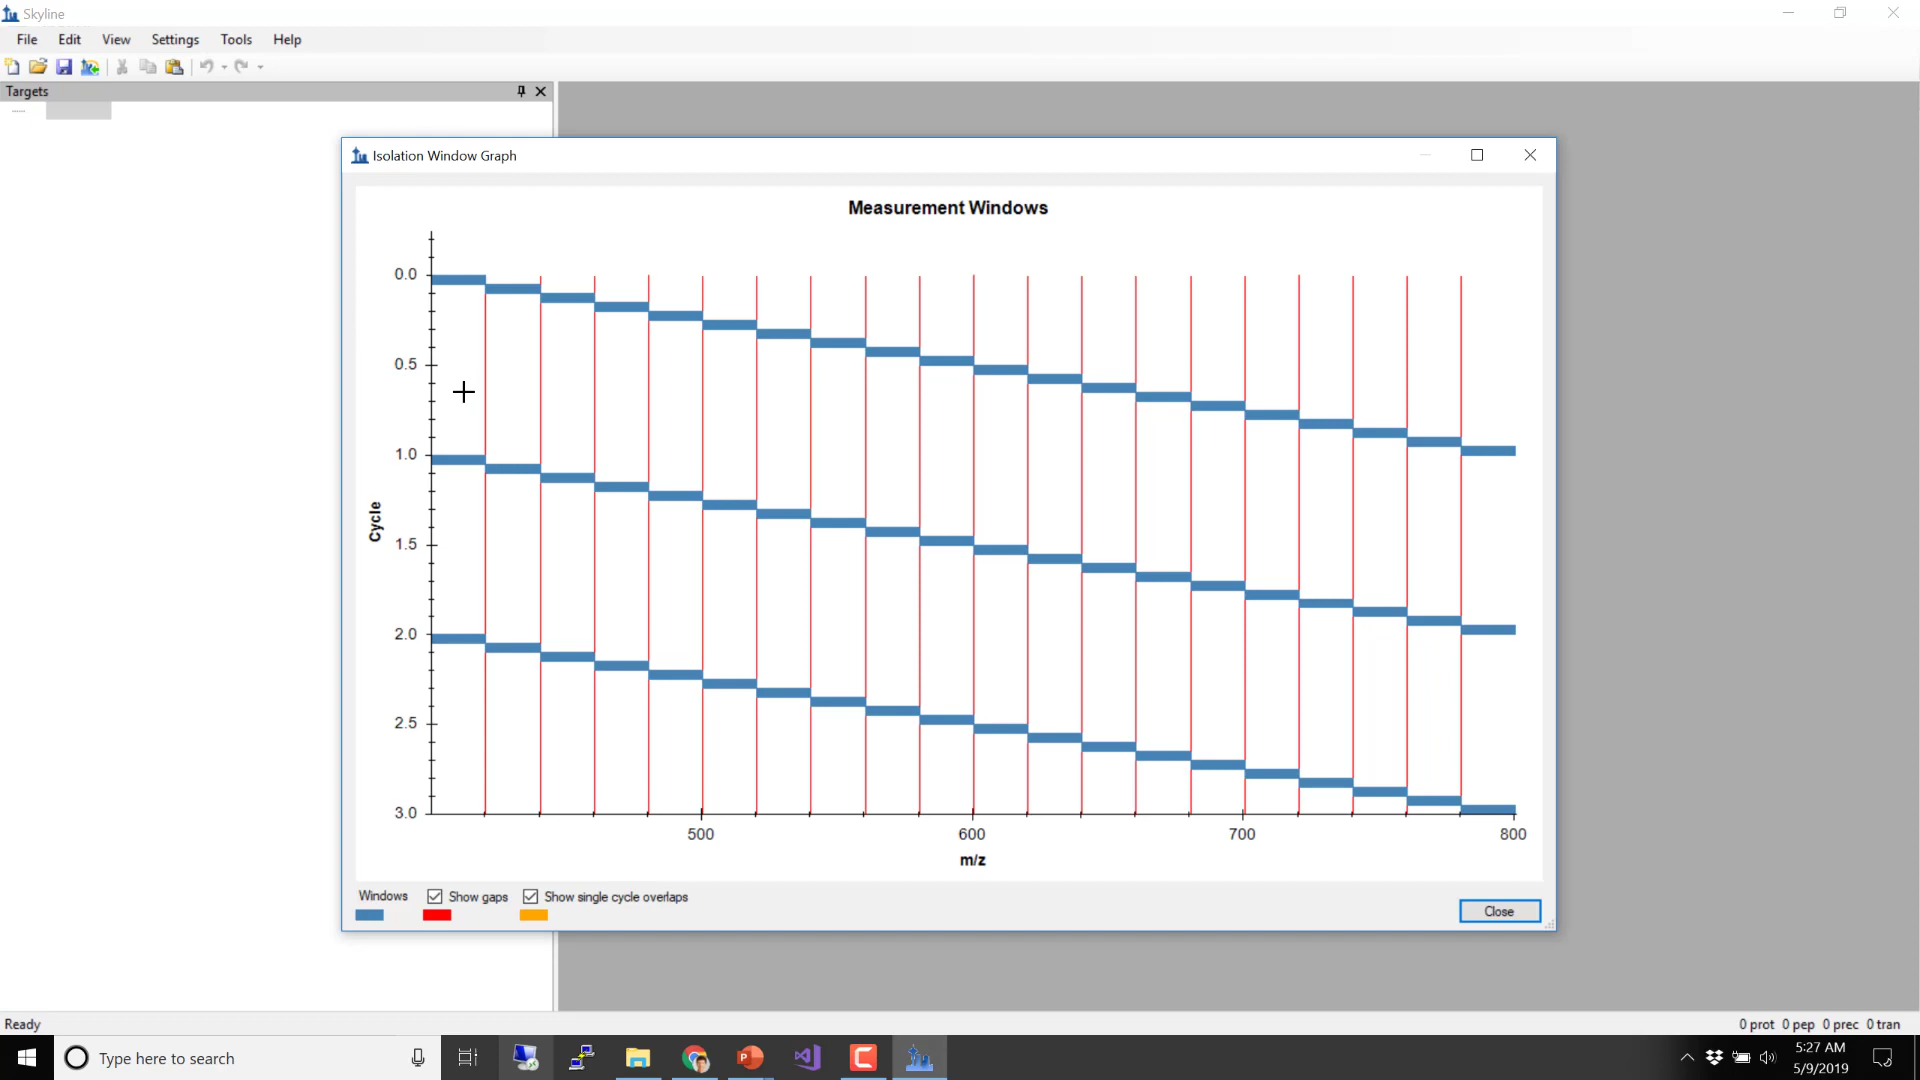 Skyline
File Edit View Settings Tools Help
Targets
Isolation Window Graph
Measurement Windows
0.0
0.5
1.0
1.5
2.0
2.5
3.0
Cycle
500 600 700 800
m/z
Windows Show gaps Show single cycle overlaps
Close
Ready 0 prot 0 pep 0 prec 0 tran
Type here to search
5:27 AM
5/9/2019